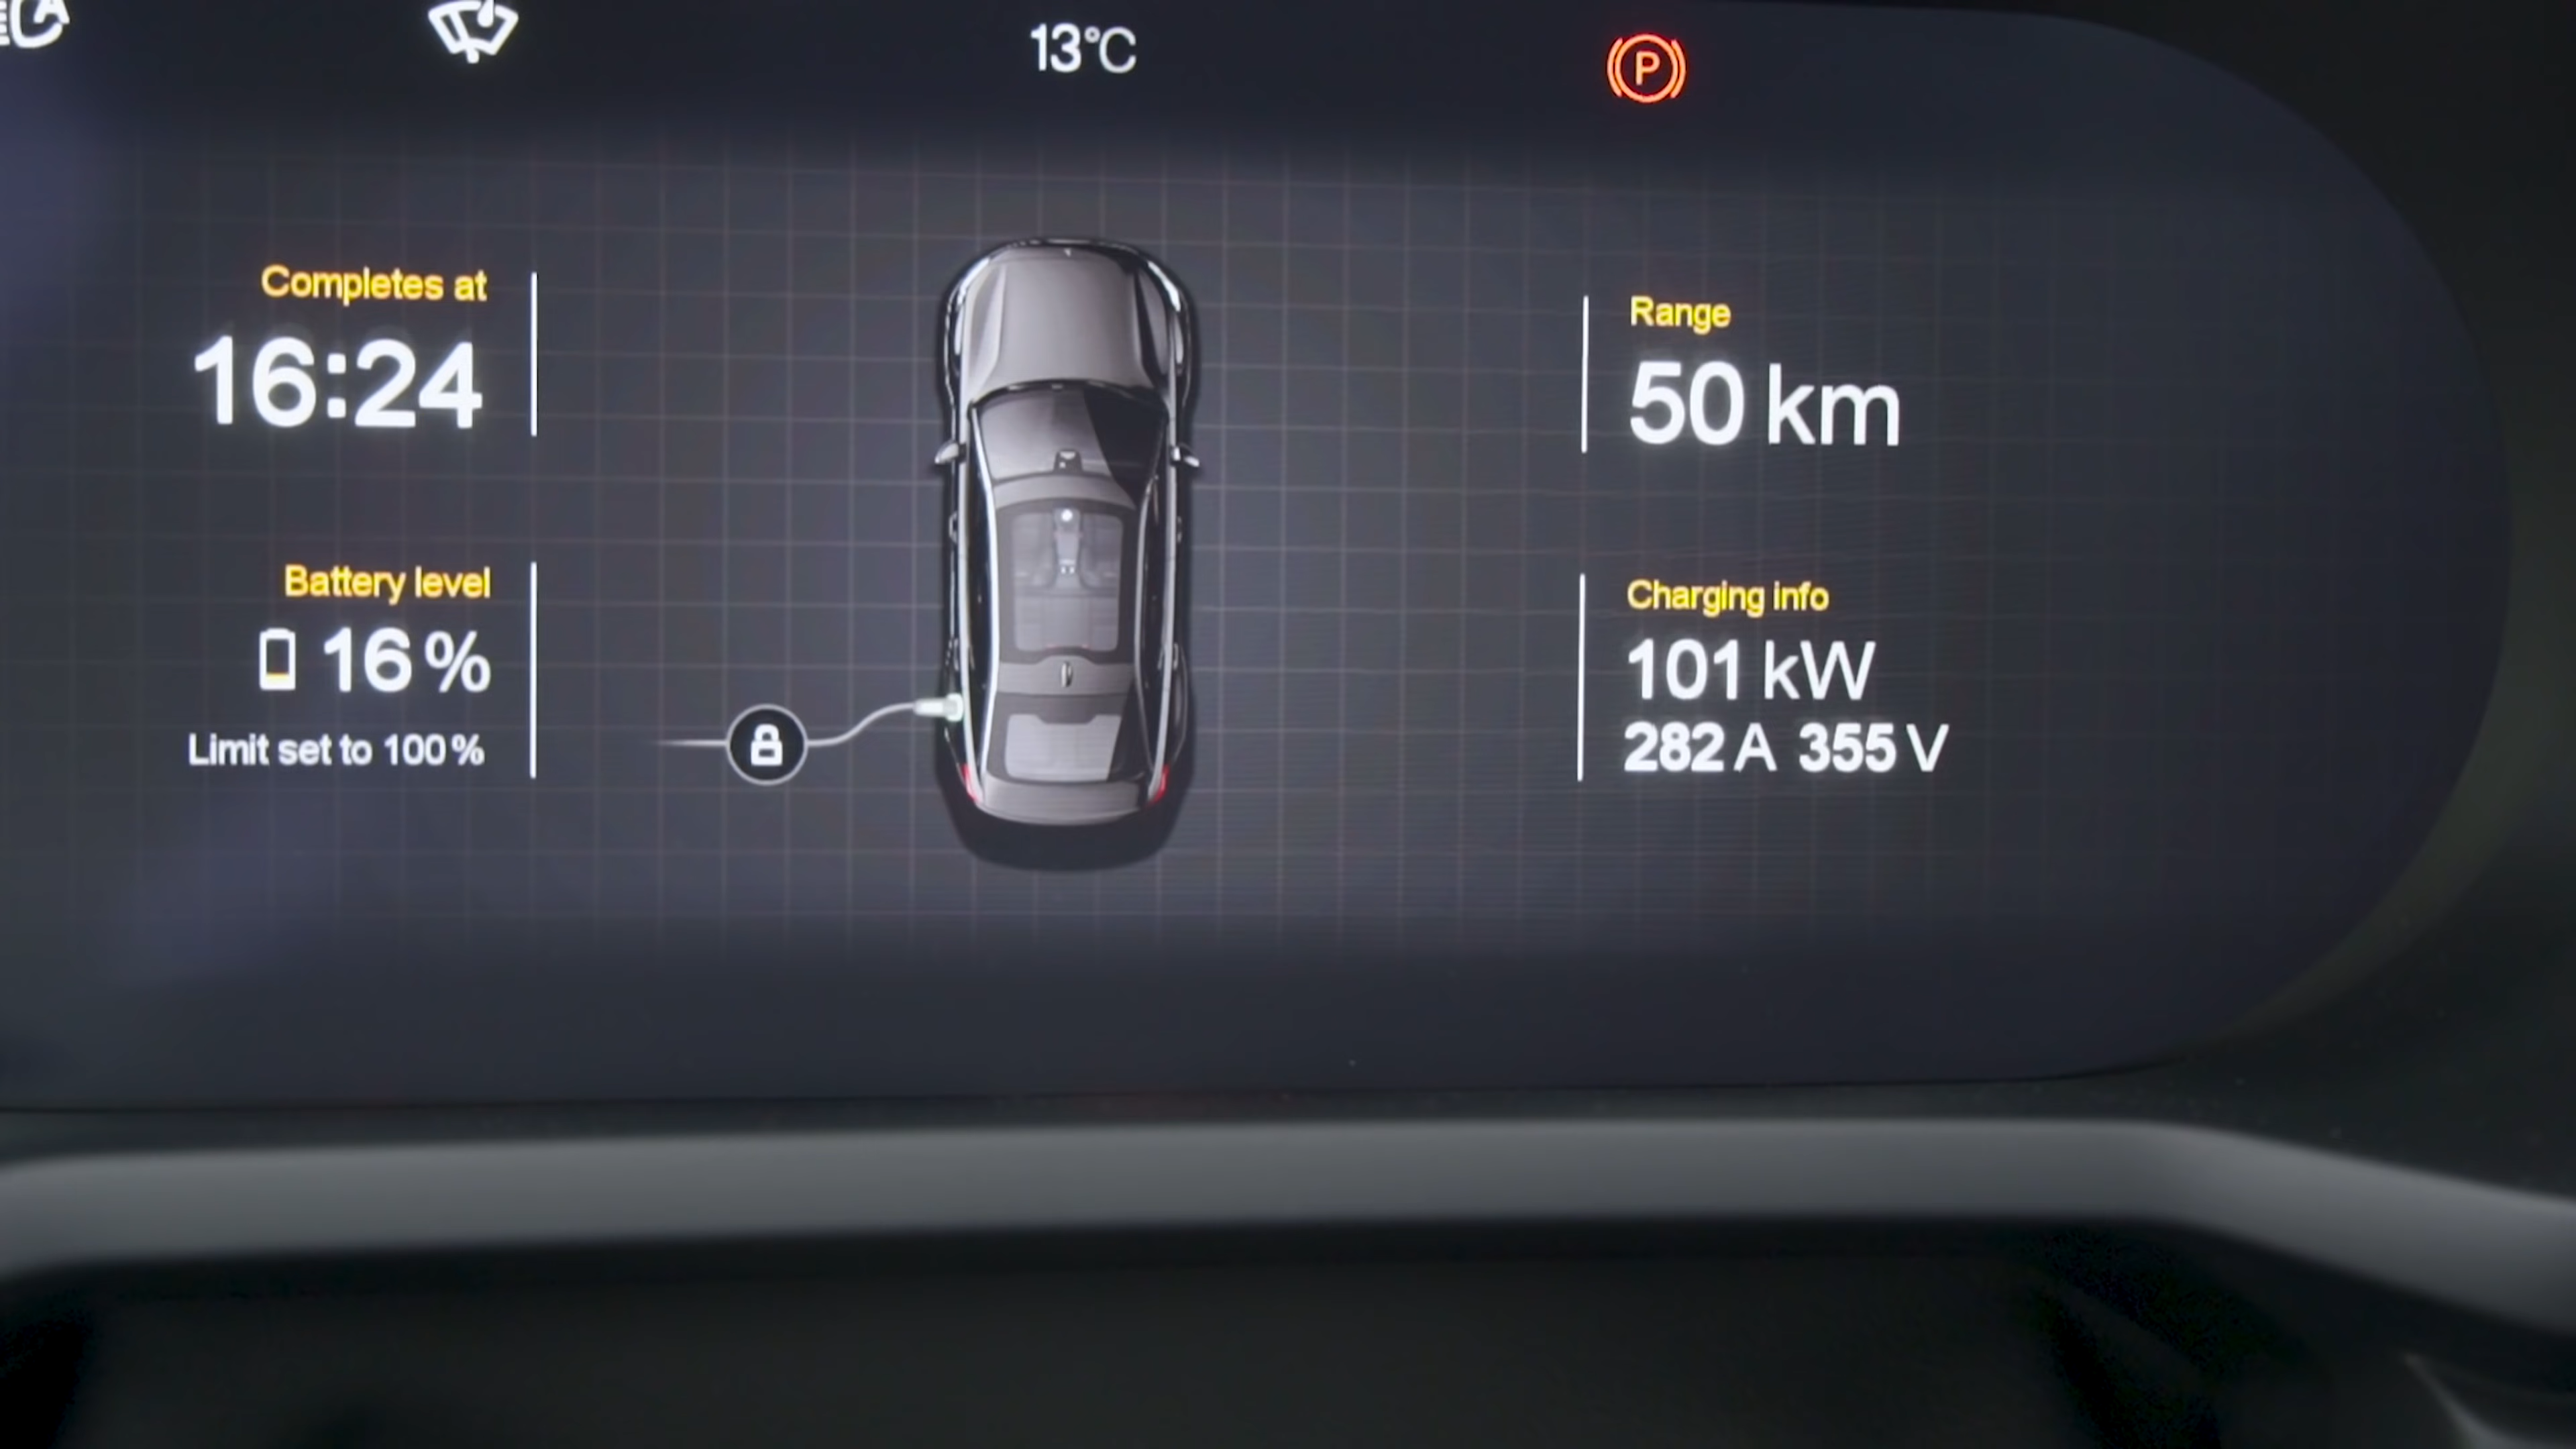 13°C
P
Completes at
16:24
Battery level
16 %
Limit set to 100 %
Range
50 km
Charging info
101 kW
282 A 355 V